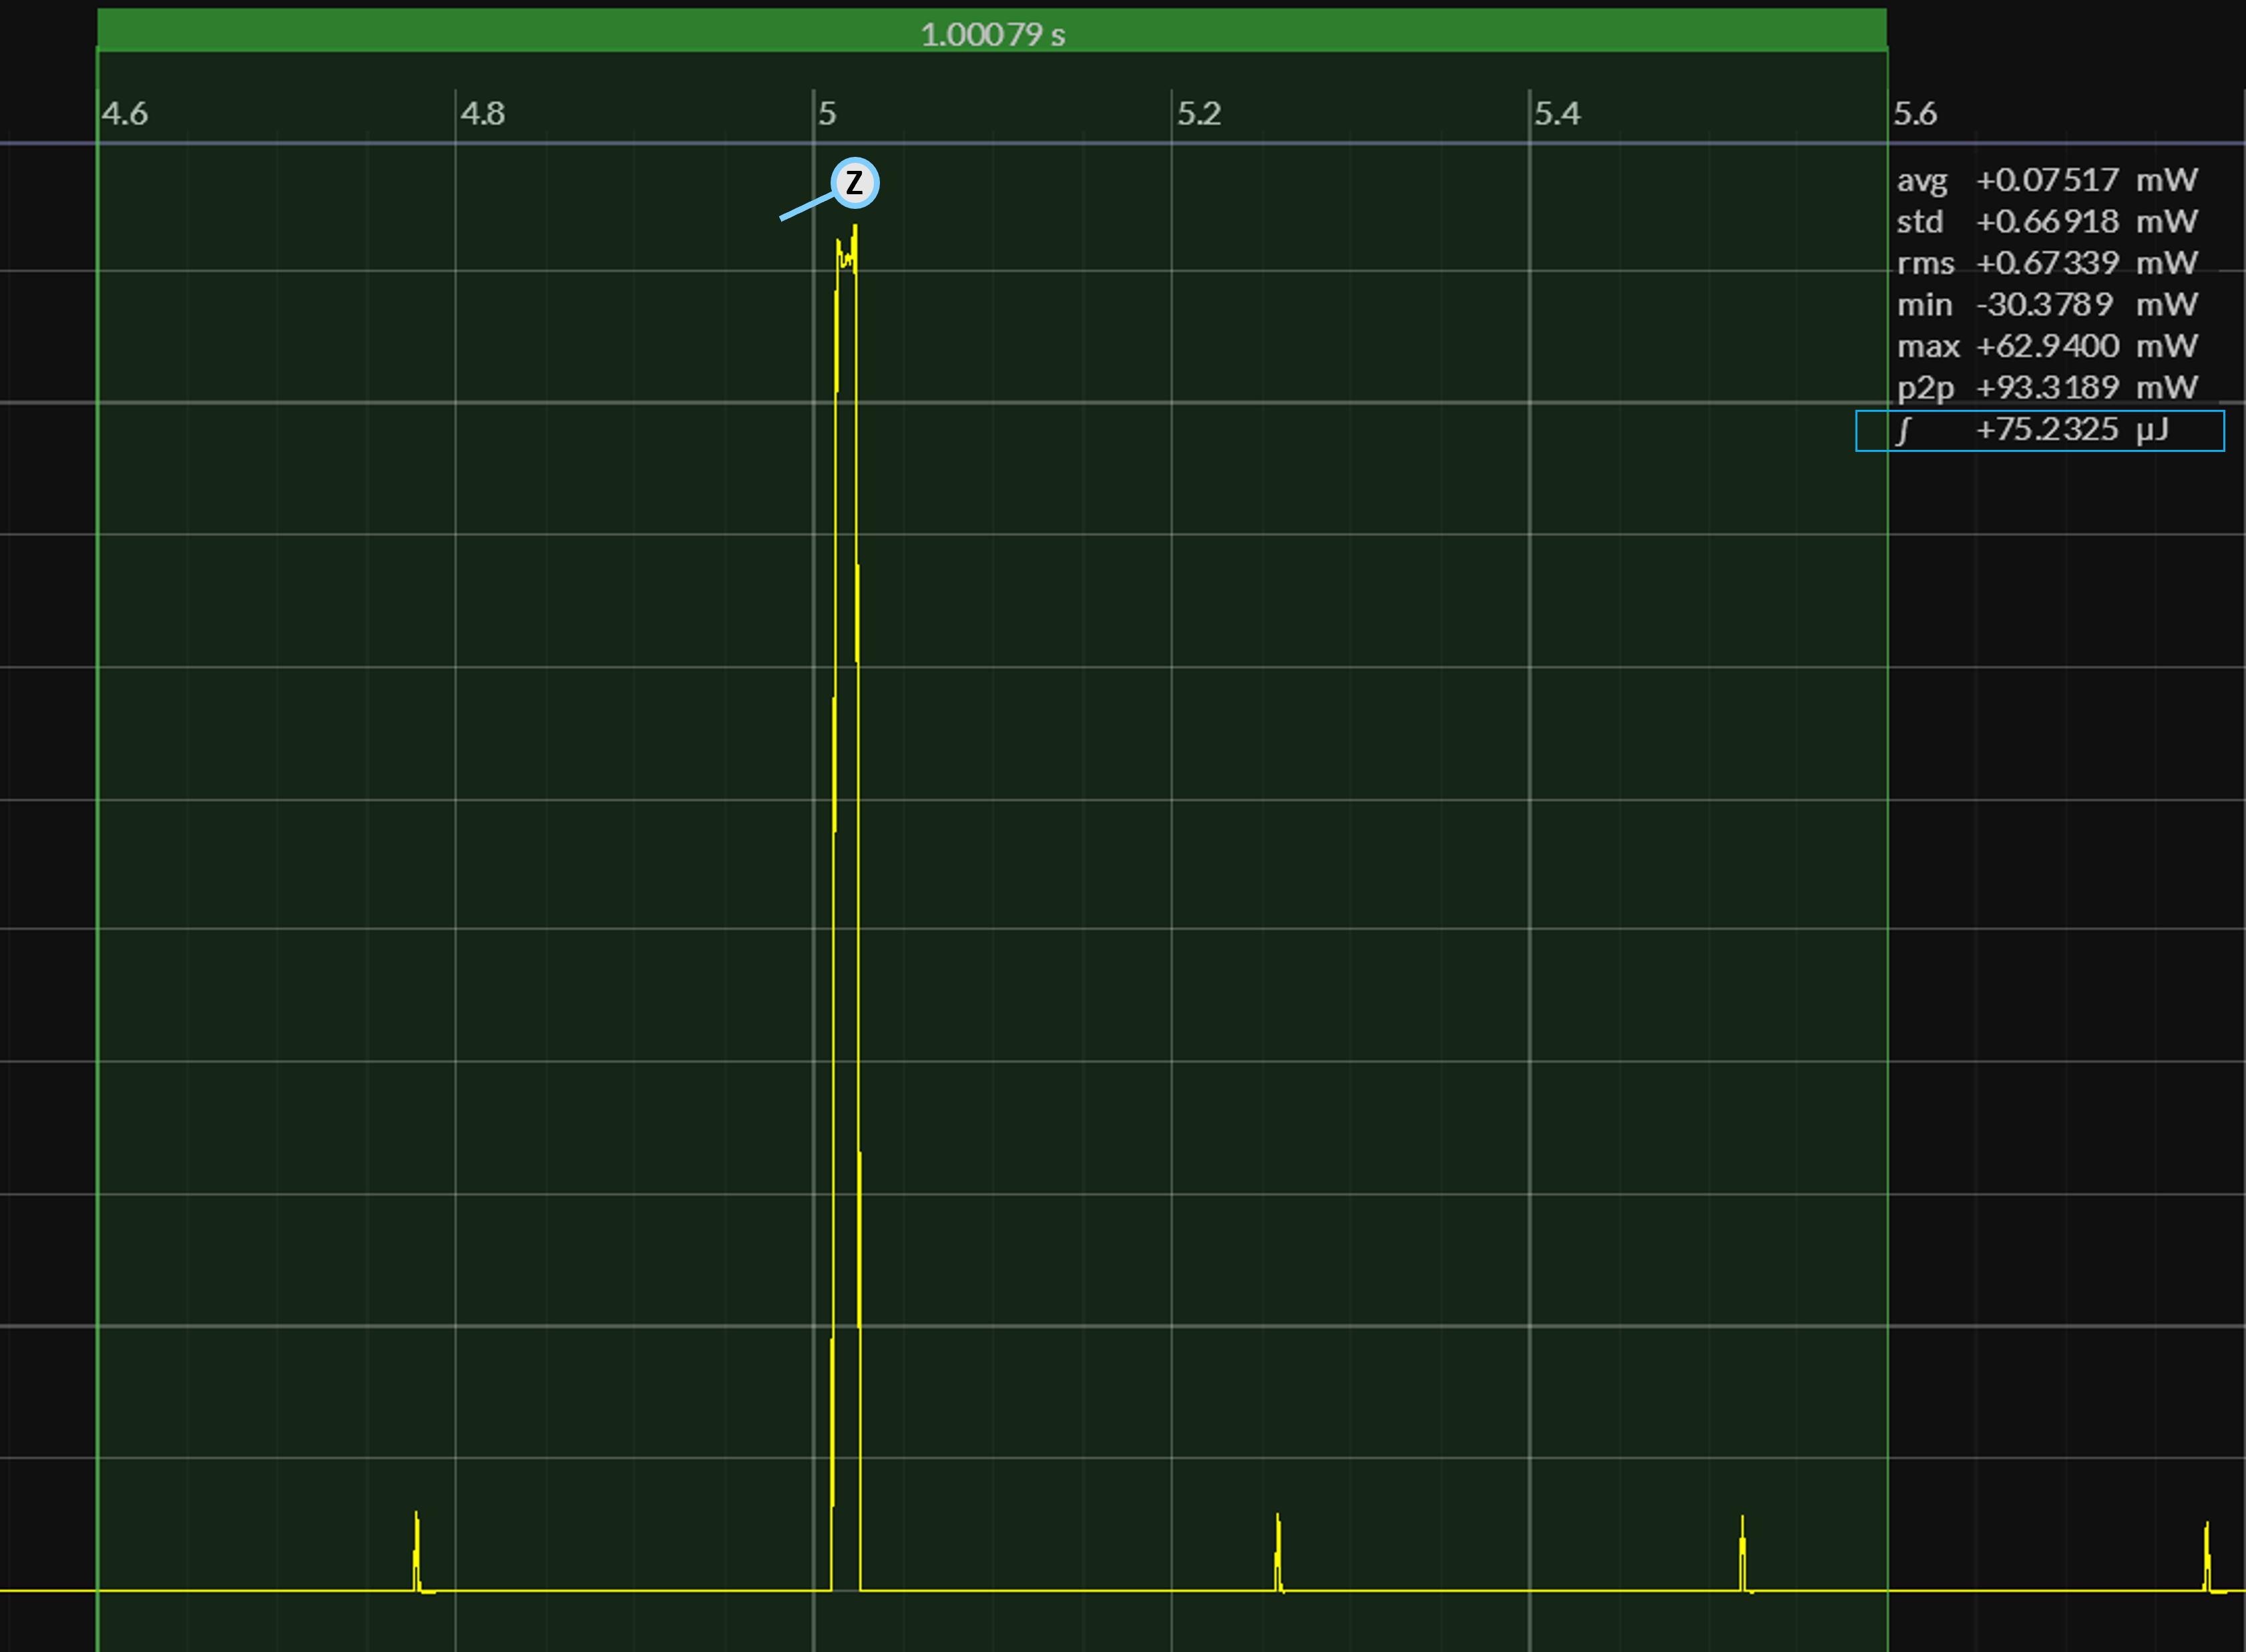 1.00079 s
4.6 4.8 5 5.2 5.4 5.6
Z
avg +0.07517 mW
std +0.66918 mW
rms +0.67339 mW
min -30.3789 mW
max +62.9400 mW
p2p +93.3189 mW
∫ +75.2325 µJ